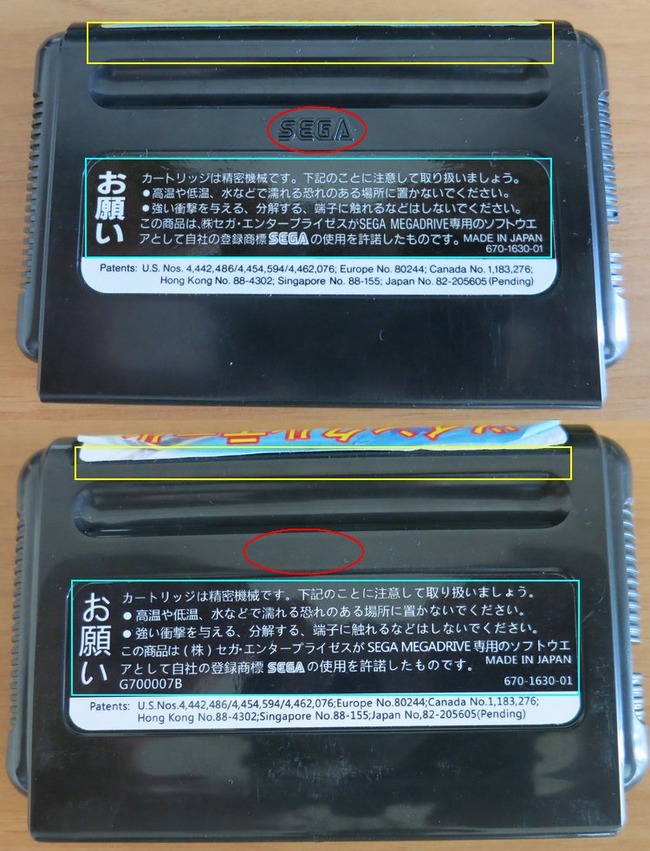 SEGA
お願い
カートリッジは精密機械です。下記のことに注意して取り扱いましょう。
●高温や低温、水などで濡れる恐れのある場所に置かないでください。
●強い衝撃を与える、分解する、端子に触れるなどはしないでください。
この商品は、㈱セガ・エンタープライゼスがSEGA MEGADRIVE専用のソフトウエ
アとして自社の登録商標SEGAの使用を許諾したものです。MADE IN JAPAN
670-1630-01
Patents: U.S. Nos. 4,442,486/4,454,594/4,462,076; Europe No. 80244; Canada No. 1,183,276;
Hong Kong No. 88-4302; Singapore No. 88-155; Japan No. 82-205605 (Pending)
ツインクルテール
お願い
カートリッジは精密機械です。下記のことに注意して取り扱いましょう。
●高温や低温、水などで濡れる恐れのある場所に置かないでください。
●強い衝撃を与える、分解する、端子に触れるなどはしないでください。
この商品は(株)セガ・エンタープライゼスが SEGA MEGADRIVE 専用のソフトウエ
アとして自社の登録商標 SEGA の使用を許諾したものです。 MADE IN JAPAN
G700007B 670-1630-01
Patents: U.S.Nos.4,442,486/4,454,594/4,462,076;Europe No.80244;Canada No.1,183,276;
Hong Kong No.88-4302;Singapore No.88-155;Japan No,82-205605(Pending)